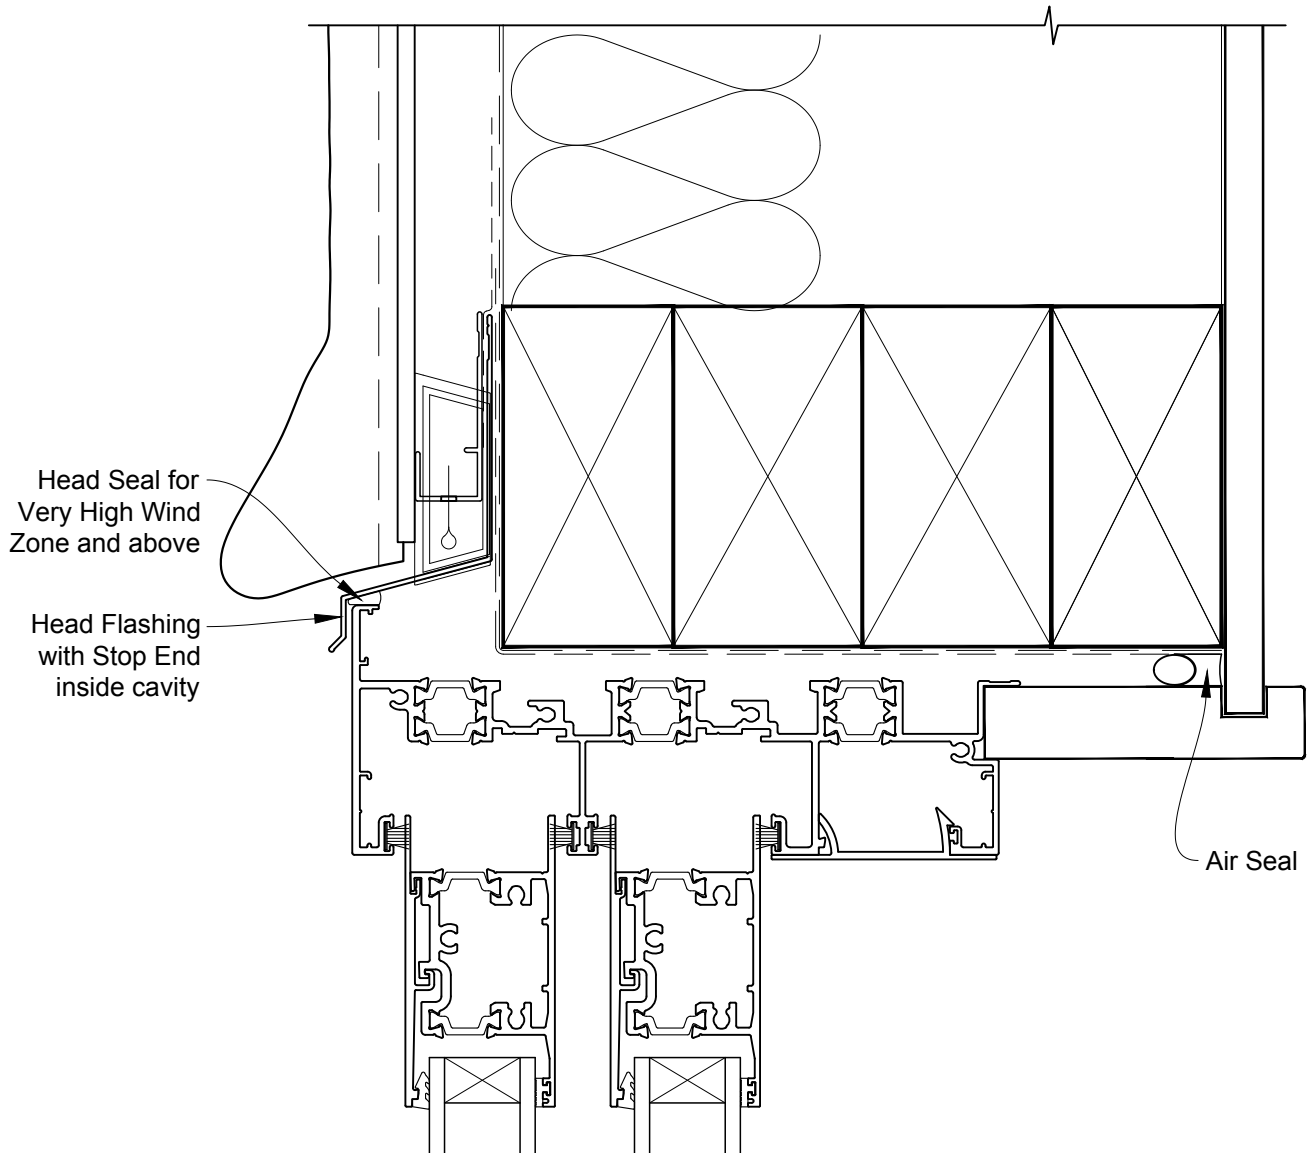 Head Seal for
Very High Wind
Zone and above
Head Flashing
with Stop End
inside cavity
Air Seal